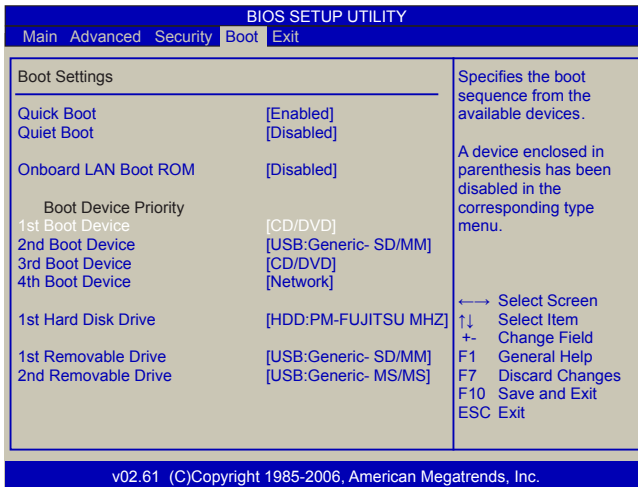 BIOS SETUP UTILITY
Main Advanced Security Boot Exit
Boot Settings
Quick Boot [Enabled]
Quiet Boot [Disabled]
Onboard LAN Boot ROM [Disabled]
Boot Device Priority
1st Boot Device [CD/DVD]
2nd Boot Device [USB:Generic- SD/MM]
3rd Boot Device [CD/DVD]
4th Boot Device [Network]
1st Hard Disk Drive [HDD:PM-FUJITSU MHZ]
1st Removable Drive [USB:Generic- SD/MM]
2nd Removable Drive [USB:Generic- MS/MS]
Specifies the boot
sequence from the
available devices.
A device enclosed in
parenthesis has been
disabled in the
corresponding type
menu.
←→ Select Screen
↑↓ Select Item
+- Change Field
F1 General Help
F7 Discard Changes
F10 Save and Exit
ESC Exit
v02.61 (C)Copyright 1985-2006, American Megatrends, Inc.